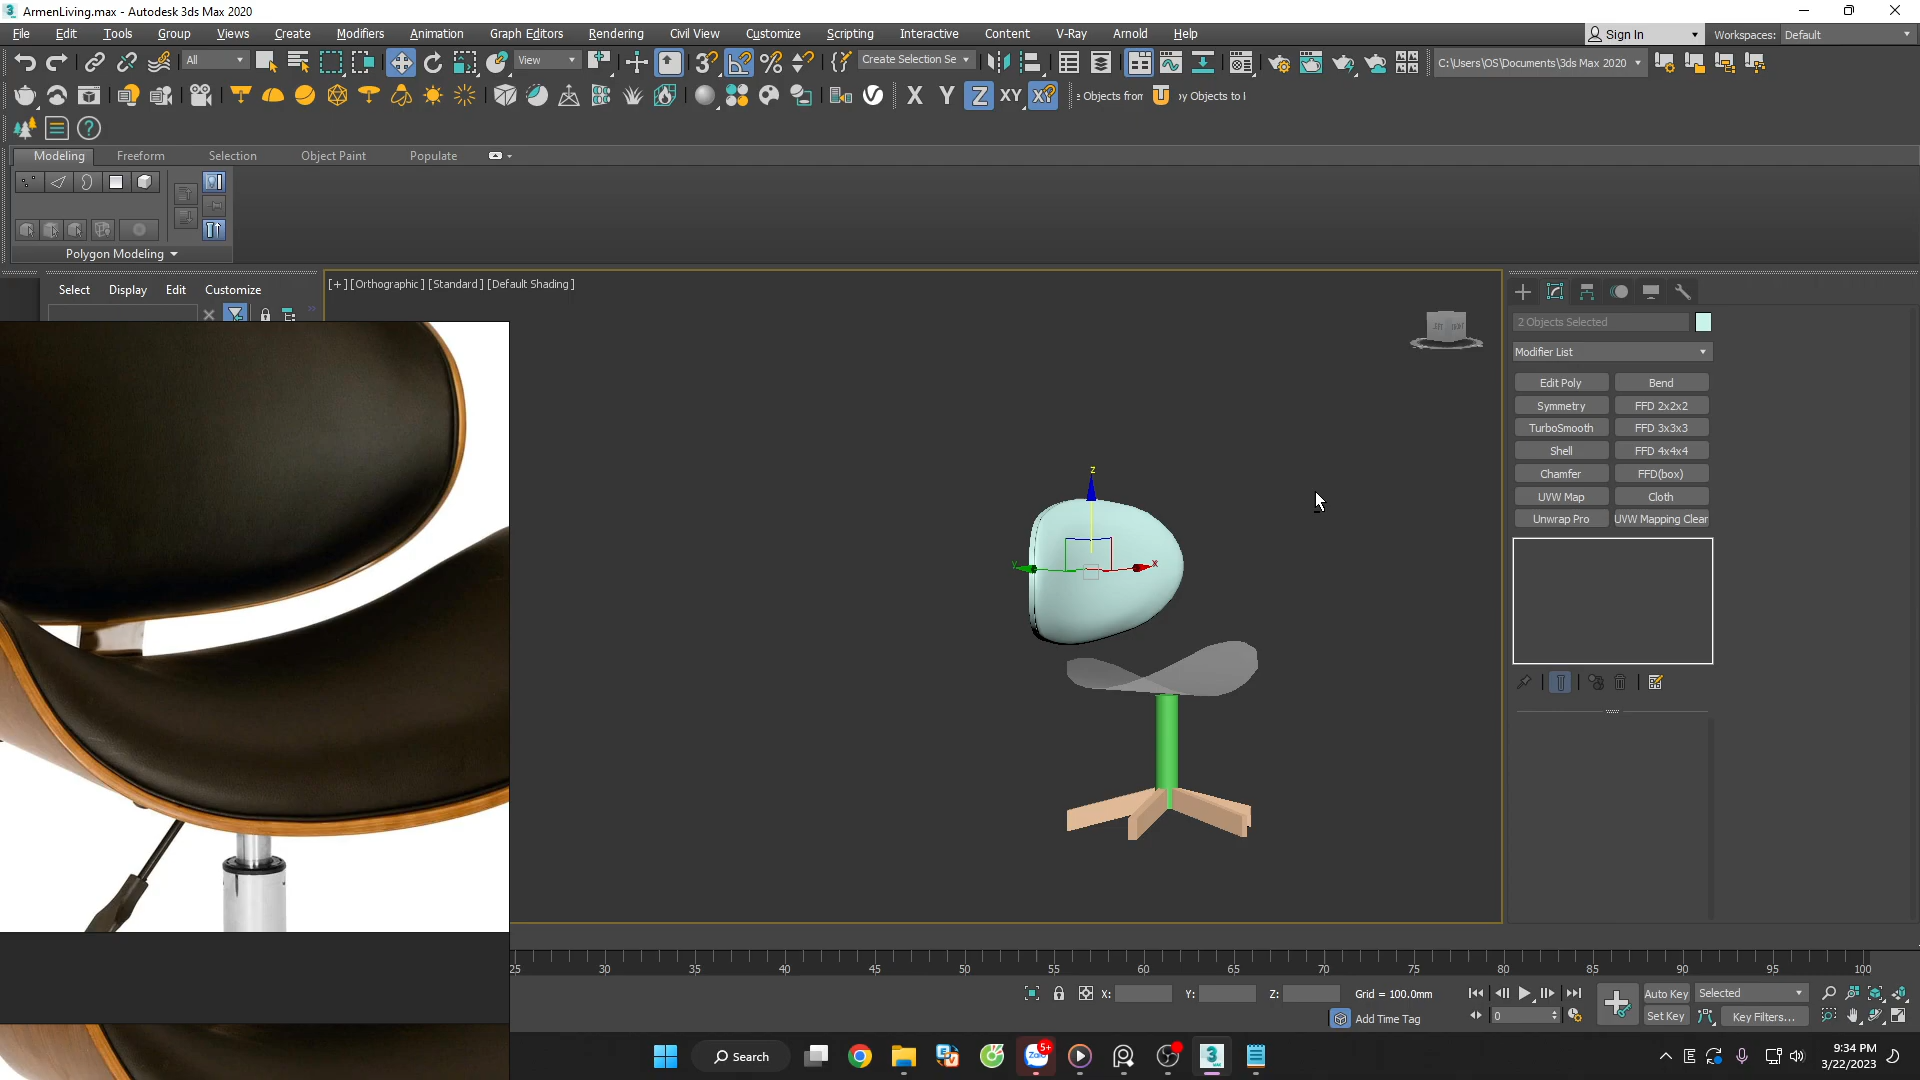 ArmenLiving.max - Autodesk 3ds Max 2020
File Edit Tools Group Views Create Modifiers Animation Graph Editors Rendering Civil View Customize Scripting Interactive Content V-Ray Arnold Help
Sign In Workspaces: Default
All View Create Selection Se C:\Users\OS\Documents\3ds Max 2020
X Y Z XY XY e Objects from by Objects to l
Modeling Freeform Selection Object Paint Populate
Polygon Modeling
Select Display Edit Customize
[+] [Orthographic] [Standard] [Default Shading]
2 Objects Selected
Modifier List
Edit Poly Bend
Symmetry FFD 2x2x2
TurboSmooth FFD 3x3x3
Shell FFD 4x4x4
Chamfer FFD(box)
UVW Map Cloth
Unwrap Pro UVW Mapping Clear
z
y x
25 30 35 40 45 50 55 60 65 70 75 80 85 90 95 100
X: Y: Z: Grid = 100.0mm Auto Key Selected
Add Time Tag 0 Set Key Key Filters...
Search Zalo 5+ 3
9:34 PM
3/22/2023